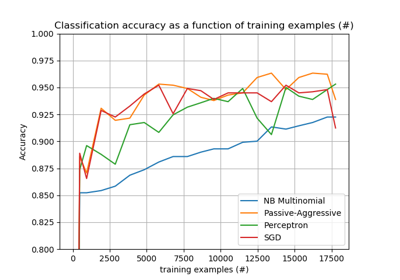 Classification accuracy as a function of training examples (#)
1.000
0.975
0.950
0.925
0.900
0.875
0.850
0.825
0.800
Accuracy
0 2500 5000 7500 10000 12500 15000 17500
training examples (#)
NB Multinomial
Passive-Aggressive
Perceptron
SGD